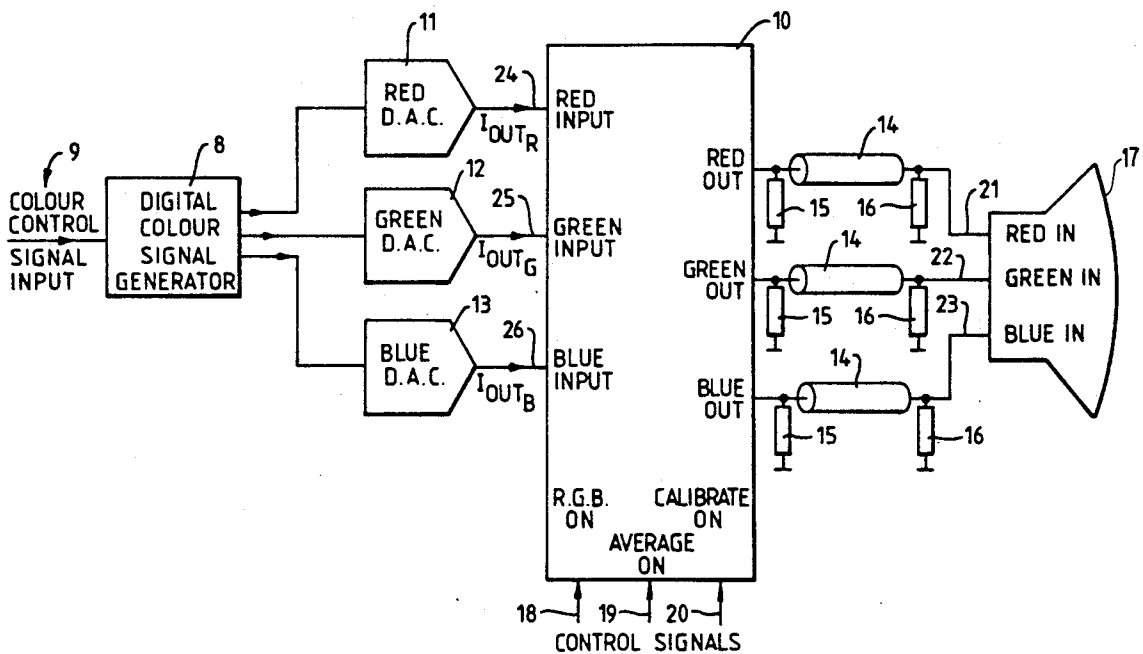 9
COLOUR
CONTROL
SIGNAL
INPUT
8
DIGITAL
COLOUR
SIGNAL
GENERATOR
11
RED
D.A.C.
IOUTR
12
GREEN
D.A.C.
IOUTG
13
BLUE
D.A.C.
IOUTB
24
25
26
10
RED
INPUT
GREEN
INPUT
BLUE
INPUT
RED
OUT
GREEN
OUT
BLUE
OUT
R.G.B.
ON
AVERAGE
ON
CALIBRATE
ON
18
19
20
CONTROL SIGNALS
14
15
16
21
14
15
16
22
14
15
16
23
17
RED IN
GREEN IN
BLUE IN